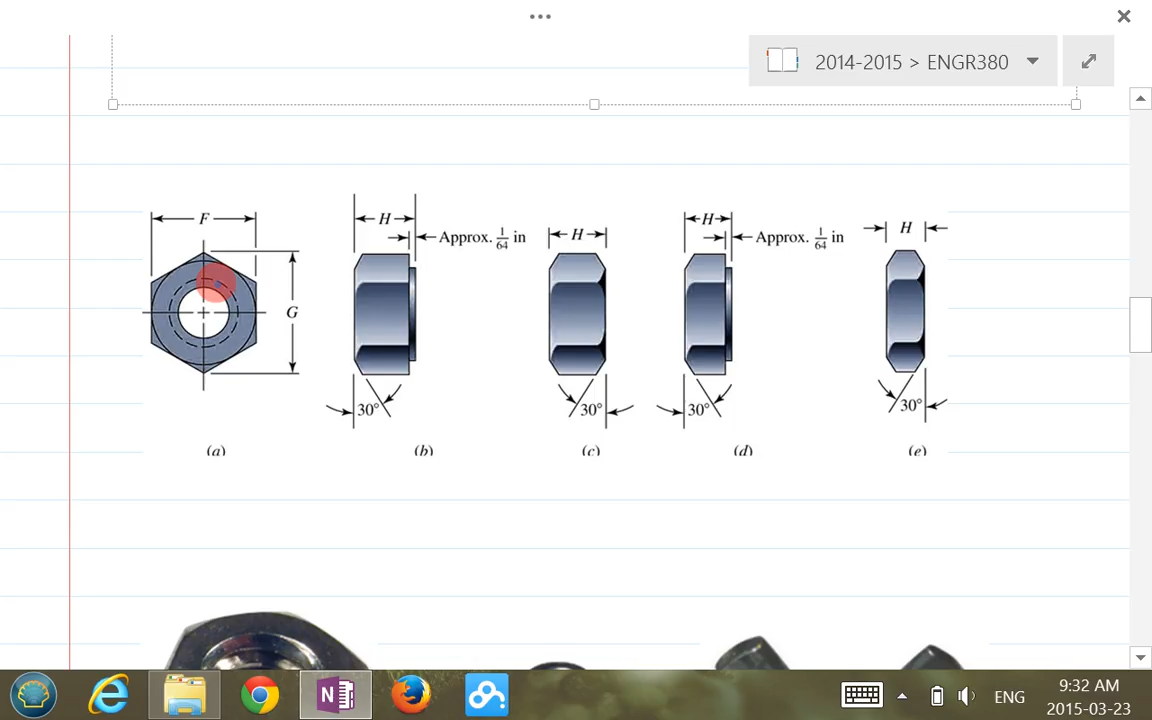 2014-2015 > ENGR380
F
H
Approx. 1/64 in
H
H
Approx. 1/64 in
H
G
30°
30°
30°
30°
(a)
(b)
(c)
(d)
(e)
N
ENG
9:32 AM
2015-03-23